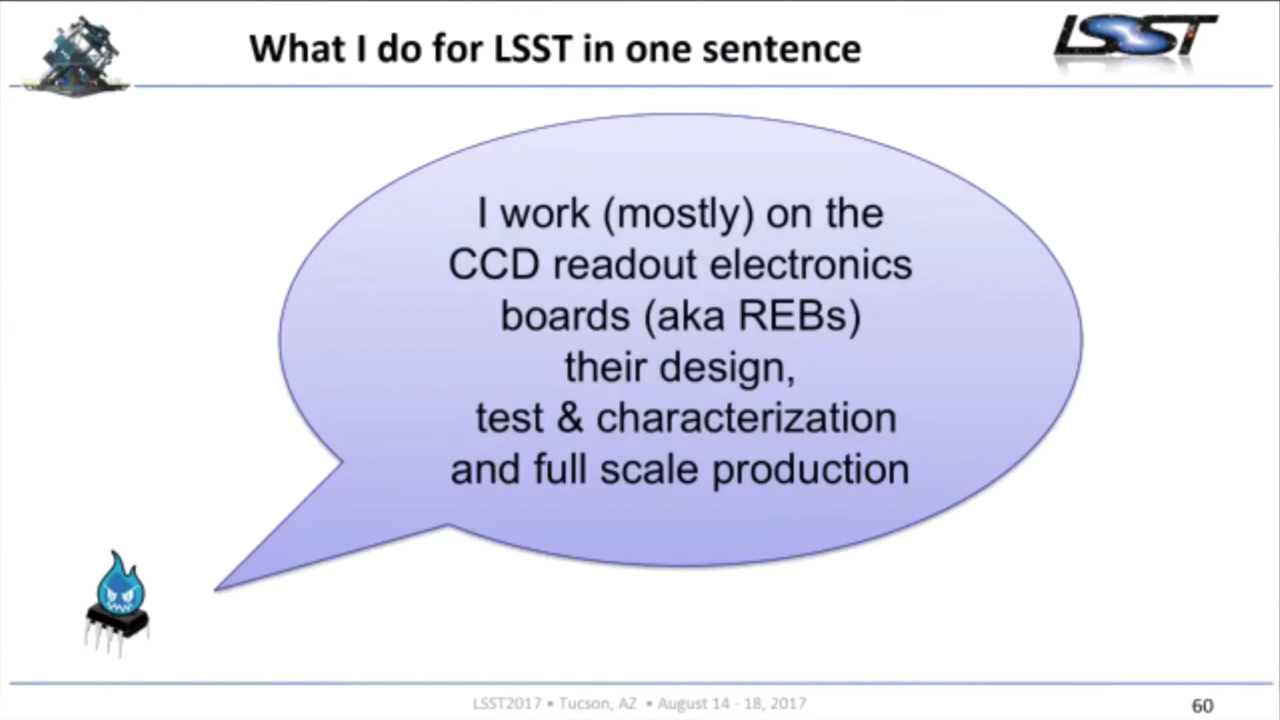 What I do for LSST in one sentence
LSST
I work (mostly) on the
CCD readout electronics
boards (aka REBs)
their design,
test & characterization
and full scale production
LSST2017 • Tucson, AZ • August 14 - 18, 2017
60